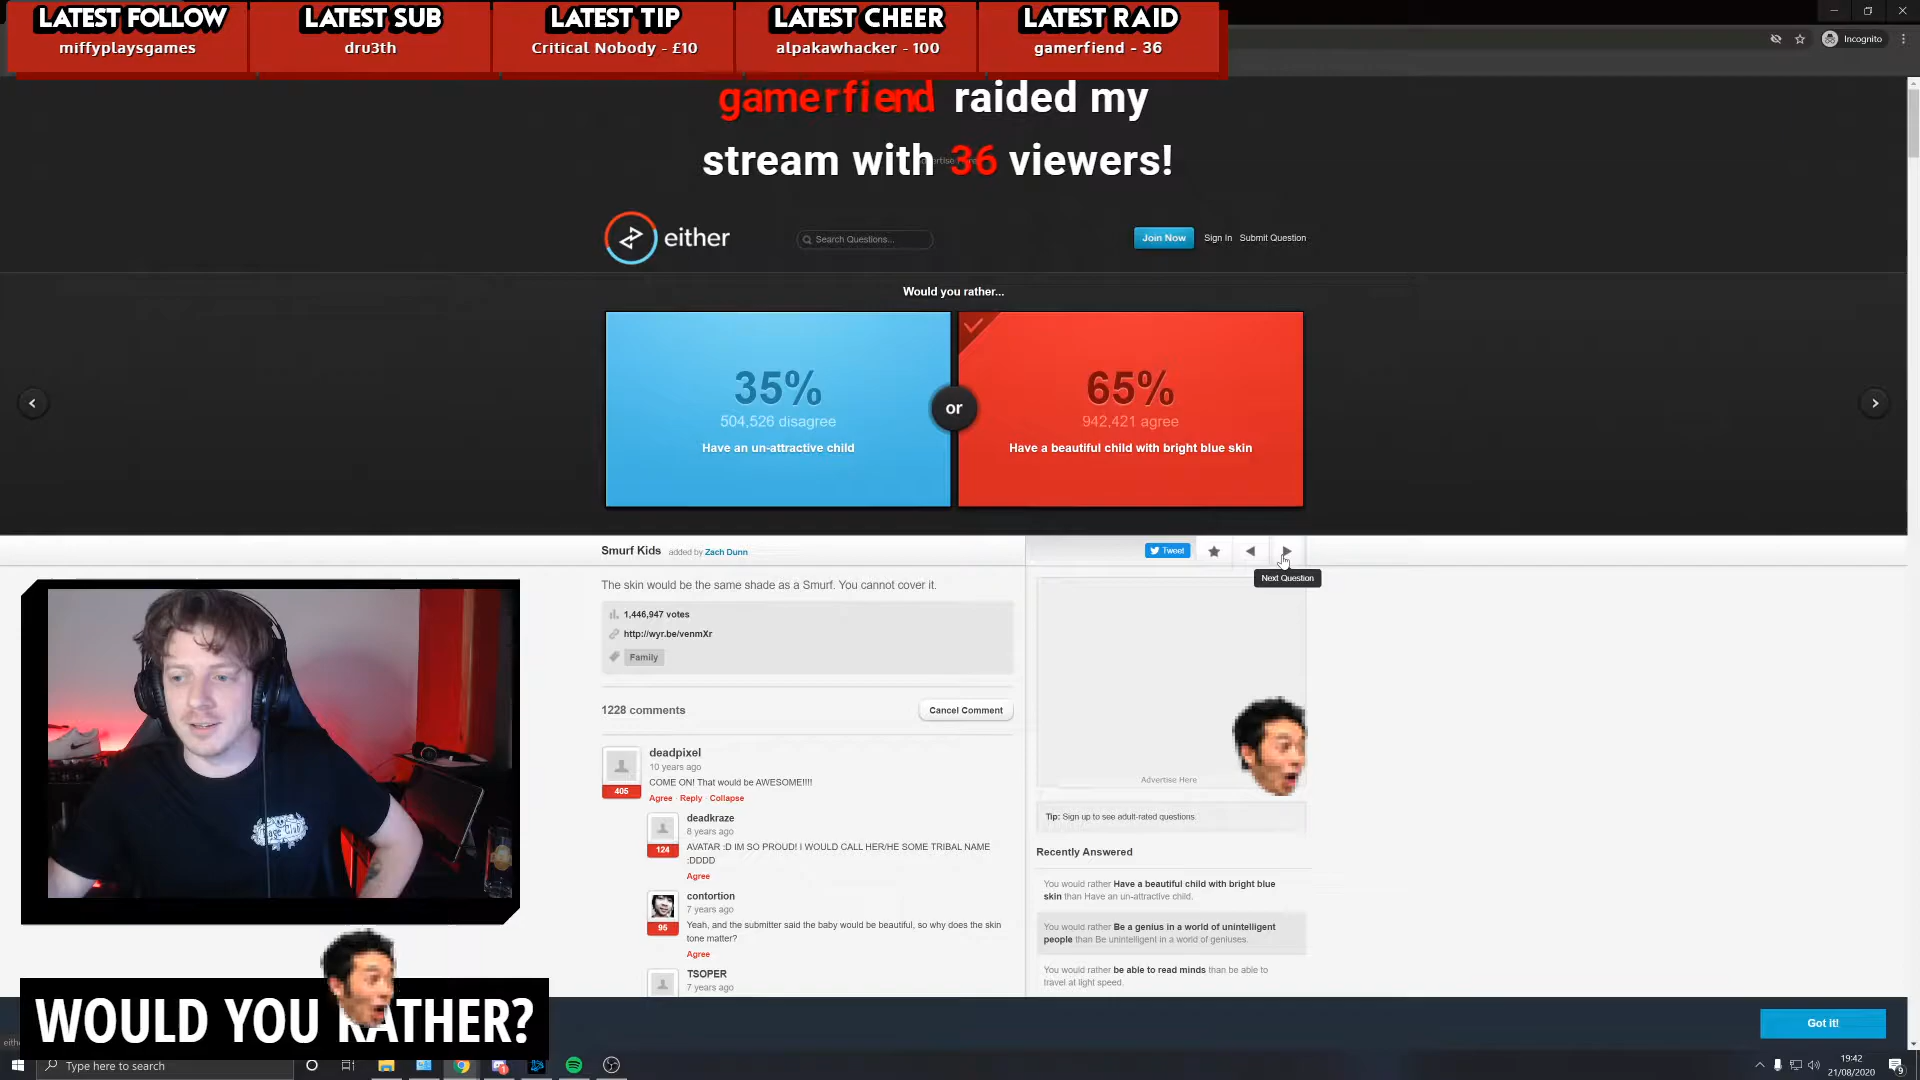 LATEST FOLLOW
miffyplaysgames
LATEST SUB
dru3th
LATEST TIP
Critical Nobody - £10
LATEST CHEER
alpakawhacker - 100
LATEST RAID
gamerfiend - 36
Incognito
gamerfiend raided my
stream with 36 viewers!
either
Search Questions...
Join Now
Sign In
Submit Question
Would you rather...
35%
504,526 disagree
Have an un-attractive child
or
65%
942,421 agree
Have a beautiful child with bright blue skin
Smurf Kids added by Zach Dunn
Tweet
Next Question
The skin would be the same shade as a Smurf. You cannot cover it.
1,446,947 votes
http://wyr.be/venmXr
Family
1228 comments
Cancel Comment
deadpixel
10 years ago
COME ON! That would be AWESOME!!!!
405
Agree · Reply · Collapse
deadkraze
8 years ago
AVATAR :D IM SO PROUD! I WOULD CALL HER/HE SOME TRIBAL NAME
:DDDD
124
Agree
contortion
7 years ago
Yeah, and the submitter said the baby would be beautiful, so why does the skin
tone matter?
96
Agree
TSOPER
7 years ago
Advertise Here
Tip: Sign up to see adult-rated questions.
Recently Answered
You would rather Have a beautiful child with bright blue
skin than Have an un-attractive child.
You would rather Be a genius in a world of unintelligent
people than Be unintelligent in a world of geniuses.
You would rather be able to read minds than be able to
travel at light speed.
WOULD YOU RATHER?
Got it!
Type here to search
19:42
21/08/2020